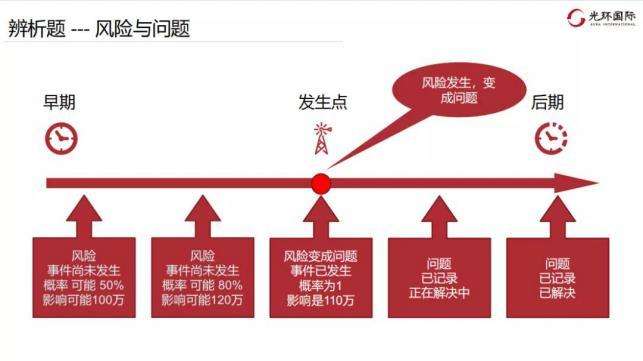 辨析题 --- 风险与问题
光环国际
AURA INTERNATIONAL
风险发生，变
成问题
早期
发生点
后期
风险
事件尚未发生
概率 可能 50%
影响可能100万
风险
事件尚未发生
概率 可能 80%
影响可能120万
风险变成问题
事件已发生
概率为1
影响是110万
问题
已记录
正在解决中
问题
已记录
已解决